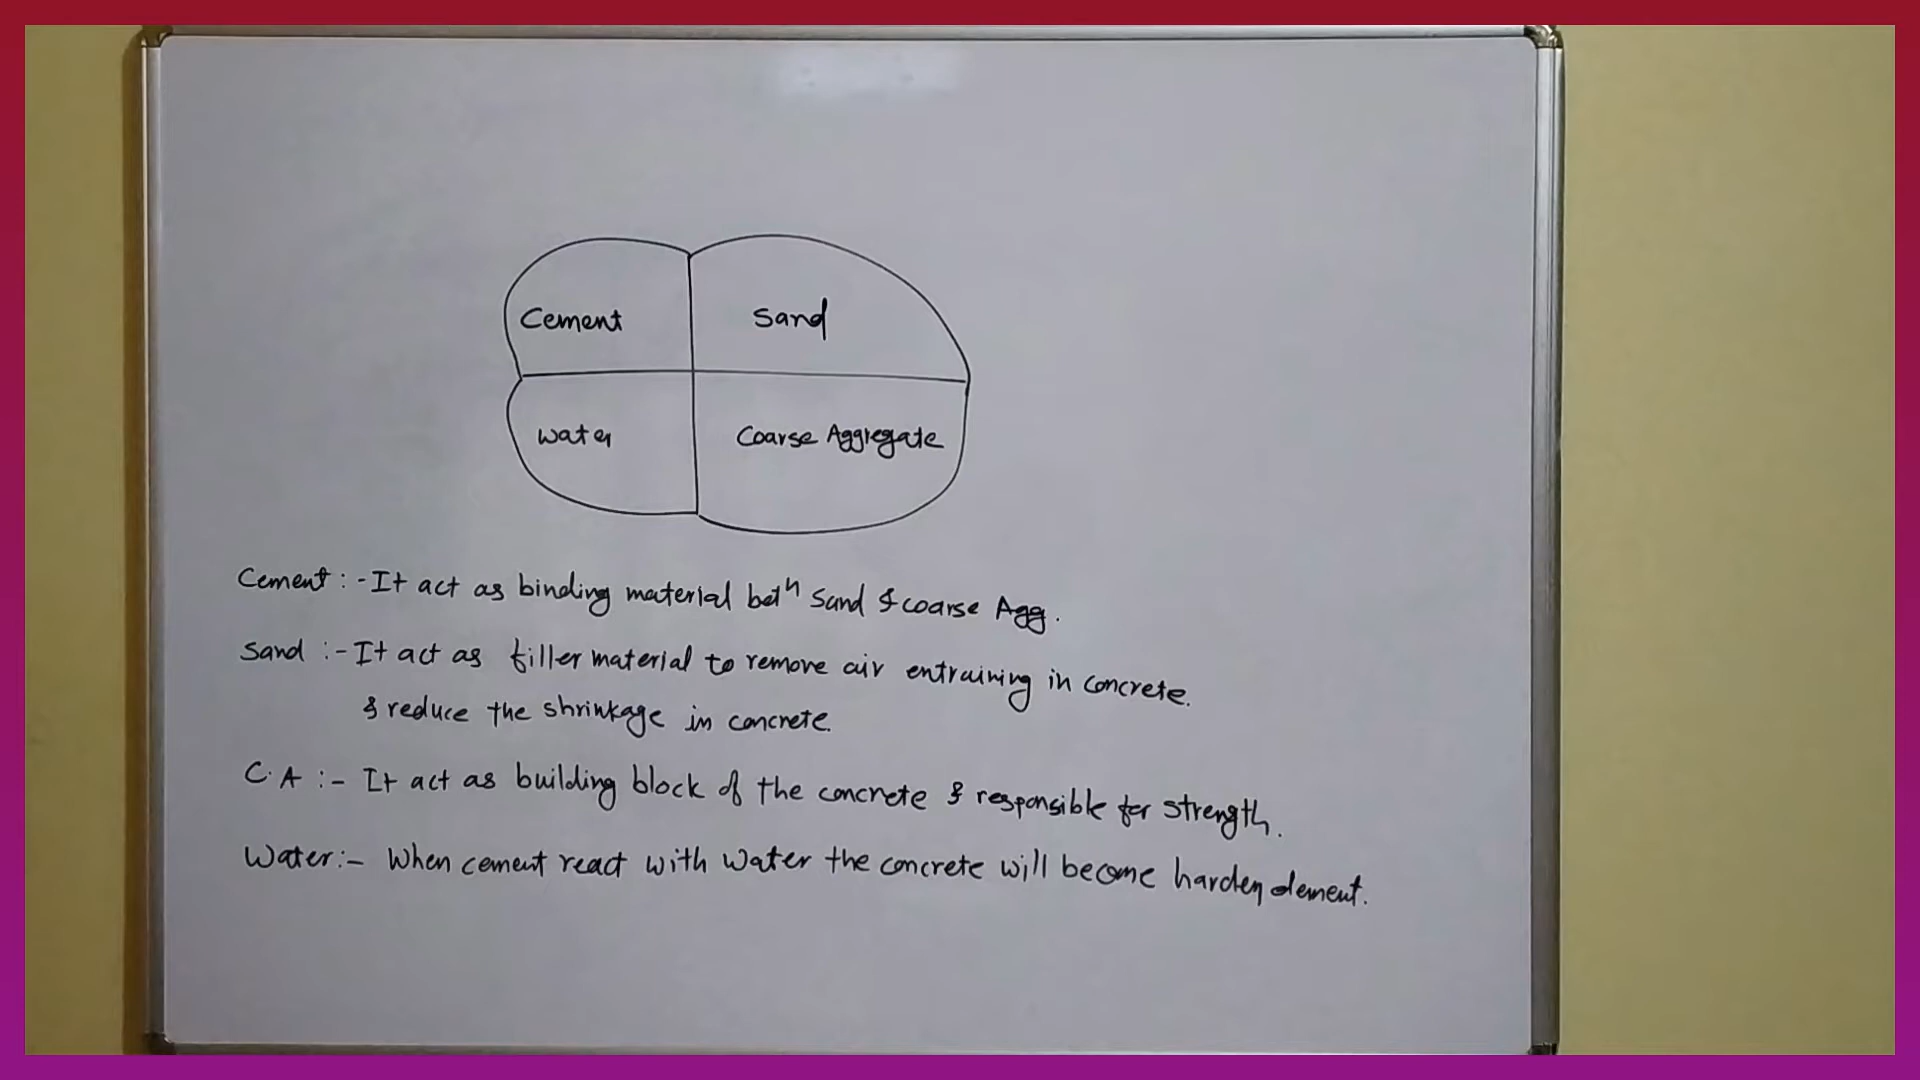 Cement
Sand
Water
Coarse Aggregate
Cement :- It act as binding material betn Sand & coarse Agg.
Sand :- It act as filler material to remove air entraining in concrete.
& reduce the shrinkage in concrete.
C.A :- It act as building block of the concrete & responsible for strength.
Water:- When cement react with Water the concrete will become harden element.